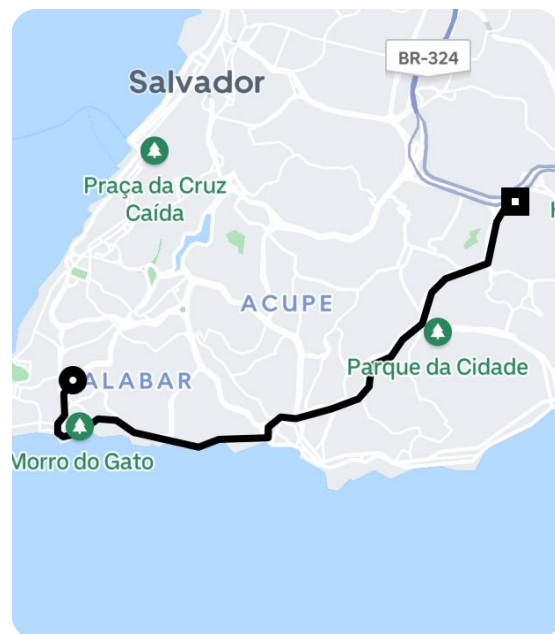 BR-324
Salvador
Praça da Cruz
Caída
ACUPE
Parque da Cidade
ALABAR
Morro do Gato